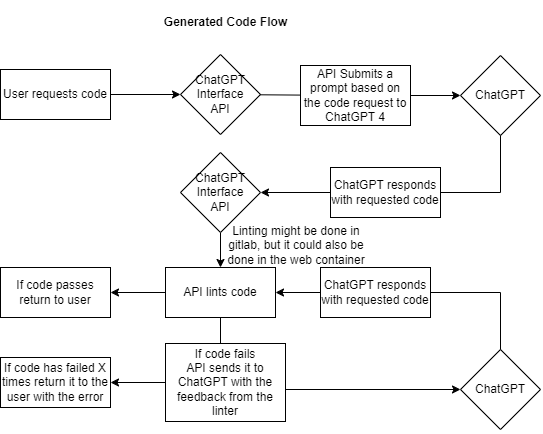 Generated Code Flow
User requests code
ChatGPT
Interface
API
API Submits a
prompt based on
the code request to
ChatGPT 4
ChatGPT
ChatGPT
Interface
API
ChatGPT responds
with requested code
Linting might be done in
gitlab, but it could also be
done in the web container
If code passes
return to user
API lints code
ChatGPT responds
with requested code
If code has failed X
times return it to the
user with the error
If code fails
API sends it to
ChatGPT with the
feedback from the
linter
ChatGPT